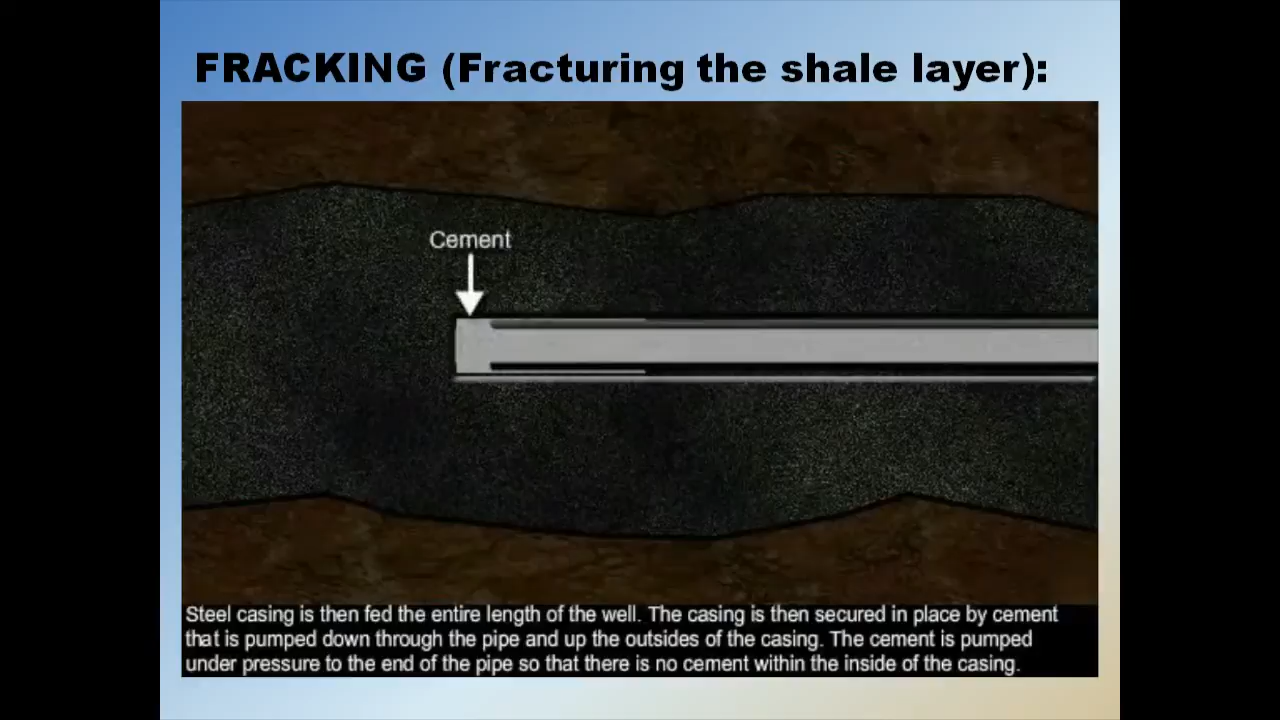 FRACKING (Fracturing the shale layer):
Cement
Steel casing is then fed the entire length of the well. The casing is then secured in place by cement
that is pumped down through the pipe and up the outsides of the casing. The cement is pumped
under pressure to the end of the pipe so that there is no cement within the inside of the casing.